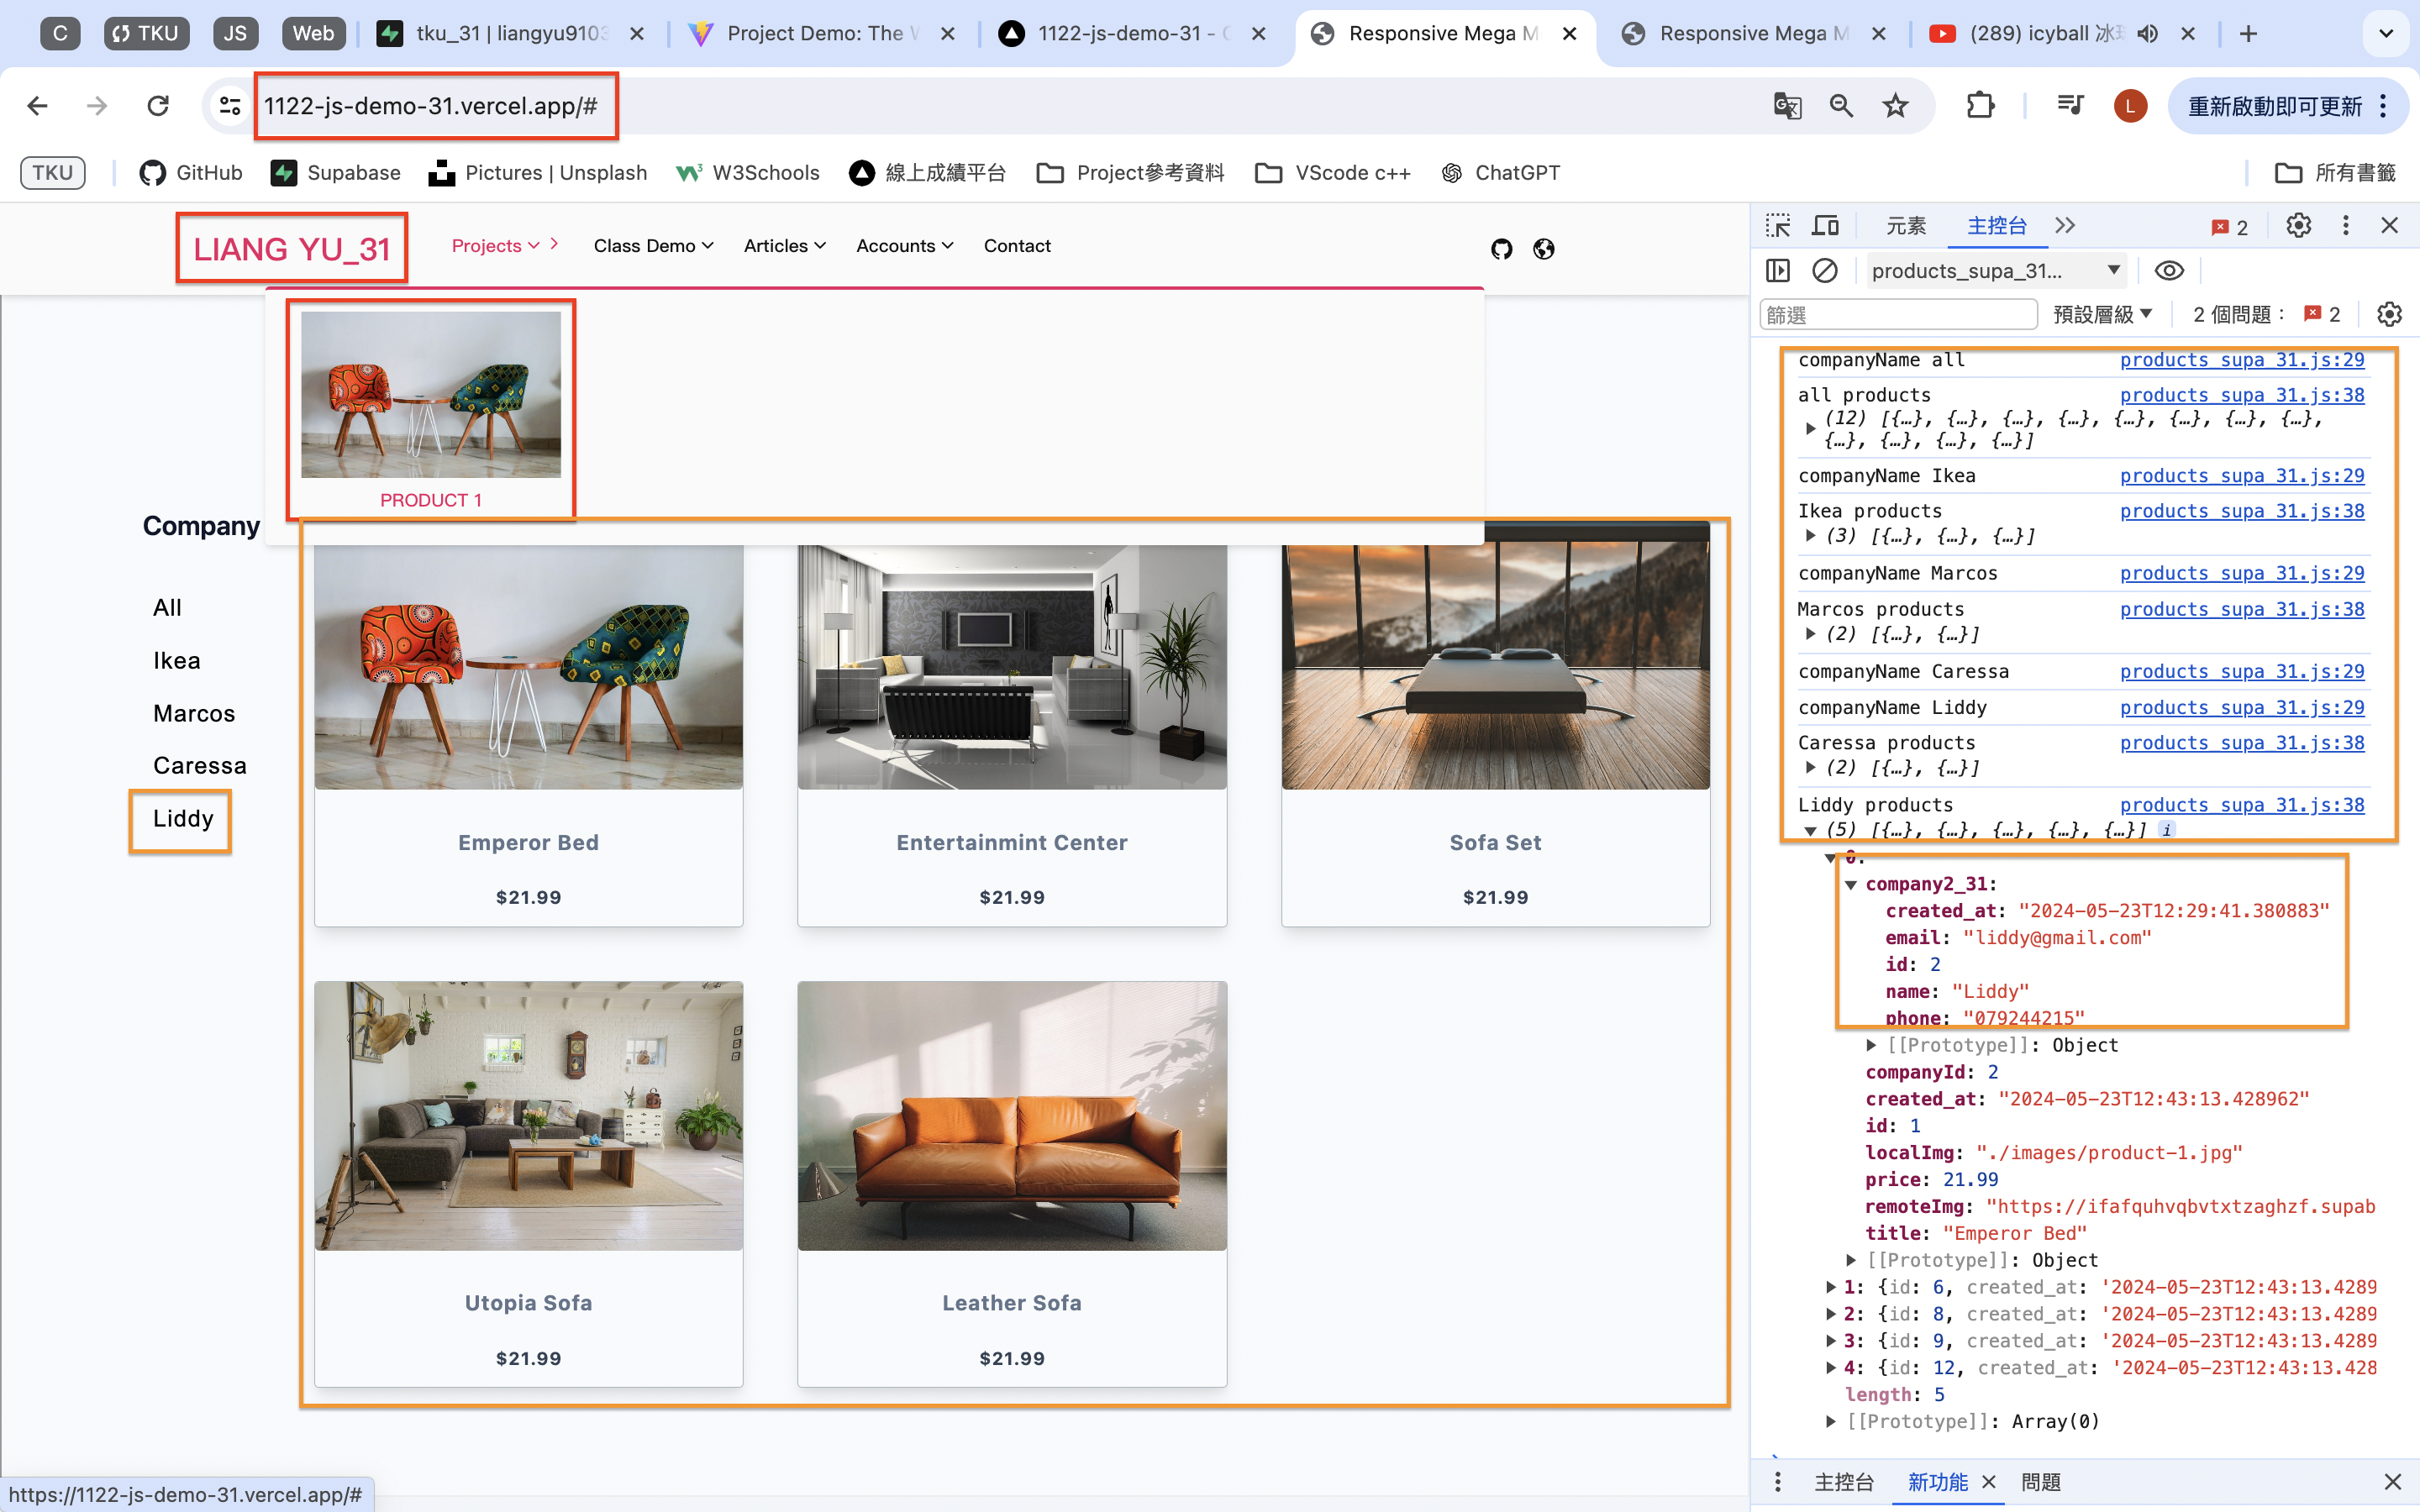 C
TKU
JS
Web
tku_31 | liangyu9103
Project Demo: The W
1122-js-demo-31 -
Responsive Mega M
Responsive Mega M
(289) icyball 冰球
1122-js-demo-31.vercel.app/#
L
重新啟動即可更新
TKU
GitHub
Supabase
Pictures | Unsplash
W3Schools
線上成績平台
Project參考資料
VScode c++
ChatGPT
所有書籤
LIANG YU_31
Projects
Class Demo
Articles
Accounts
Contact
PRODUCT 1
Company
All
Ikea
Marcos
Caressa
Liddy
Emperor Bed
$21.99
Entertainmint Center
$21.99
Sofa Set
$21.99
Utopia Sofa
$21.99
Leather Sofa
$21.99
https://1122-js-demo-31.vercel.app/#
元素
主控台
2
products_supa_31...
篩選
預設層級
2 個問題：
2
companyName all products_supa_31.js:29
all products products_supa_31.js:38
(12) [{…}, {…}, {…}, {…}, {…}, {…}, {…}, {…},
{…}, {…}, {…}, {…}]
companyName Ikea products_supa_31.js:29
Ikea products products_supa_31.js:38
(3) [{…}, {…}, {…}]
companyName Marcos products_supa_31.js:29
Marcos products products_supa_31.js:38
(2) [{…}, {…}]
companyName Caressa products_supa_31.js:29
companyName Liddy products_supa_31.js:29
Caressa products products_supa_31.js:38
(2) [{…}, {…}]
Liddy products products_supa_31.js:38
(5) [{…}, {…}, {…}, {…}, {…}] i
0:
company2_31:
created_at: "2024-05-23T12:29:41.380883"
email: "liddy@gmail.com"
id: 2
name: "Liddy"
phone: "079244215"
[[Prototype]]: Object
companyId: 2
created_at: "2024-05-23T12:43:13.428962"
id: 1
localImg: "./images/product-1.jpg"
price: 21.99
remoteImg: "https://ifafquhvqbvtxtzaghzf.supab
title: "Emperor Bed"
[[Prototype]]: Object
1: {id: 6, created_at: '2024-05-23T12:43:13.4289
2: {id: 8, created_at: '2024-05-23T12:43:13.4289
3: {id: 9, created_at: '2024-05-23T12:43:13.4289
4: {id: 12, created_at: '2024-05-23T12:43:13.428
length: 5
[[Prototype]]: Array(0)
主控台
新功能
問題